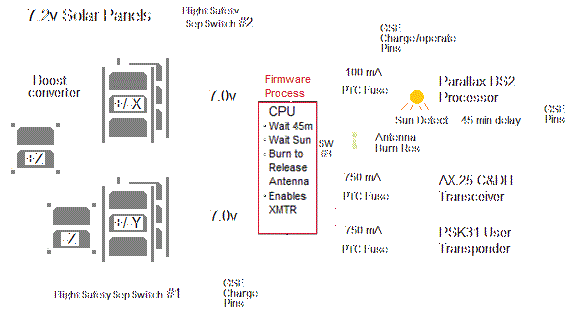 7.2v Solar Panels
Flight Safety
Sep Switch #2
GSE
Charge/operate
Pins
Boost
converter
+/-X
7.0v
Firmware
Process
CPU
- Wait 45m
- Wait Sun
- Burn to
Release
Antenna
- Enables
XMTR
SW
#3
100 mA
PTC Fuse
Parallax DS2
Processor
Sun Detect
45 min delay
GSE
Pins
Antenna
Burn Res
+Z
-Z
+/-Y
7.0v
750 mA
PTC Fuse
AX.25 C&DH
Transceiver
750 mA
PTC Fuse
PSK31 User
Transponder
Flight Safety Sep Switch #1
GSE
Charge
Pins